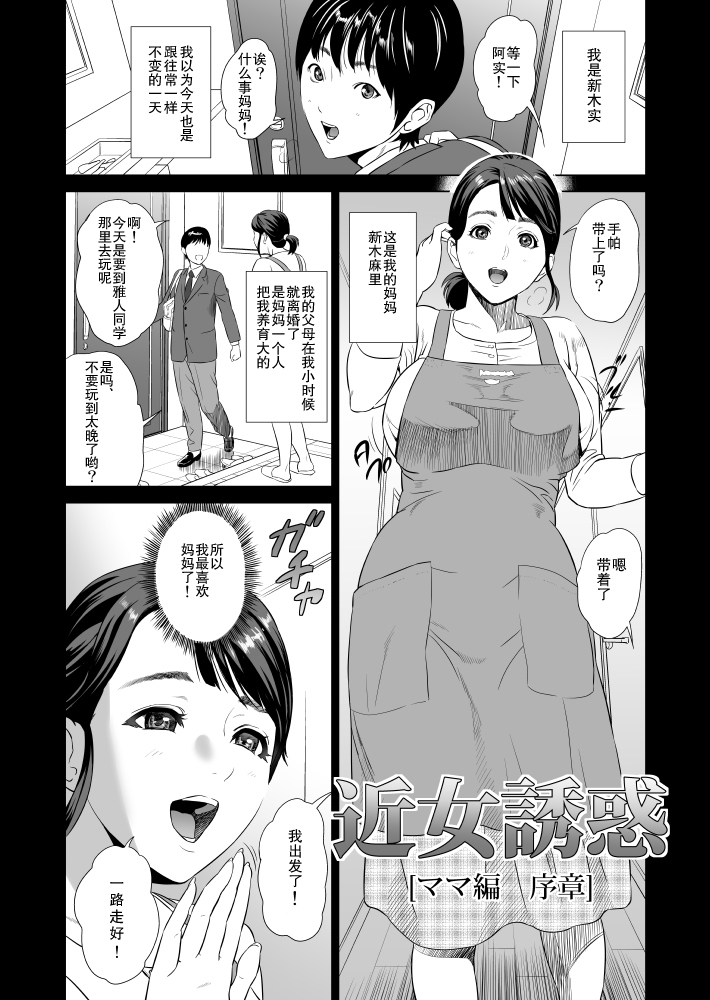 我是新木实
等一下
阿实！
诶？
什么事妈妈！
我以为今天也是
跟往常一样
不变的一天
手帕
带上了吗？
这是我的妈妈
新木麻里
嗯
带着了
近女誘惑
[ママ編　序章]
啊！
今天是要到雅人同学
那里去玩呢
我的父母在我小时候
就离婚了
是妈妈一个人
把我养育大的
是吗、
不要玩到太晚了哟？
ガチャ
所以
我最喜欢
妈妈了！
我出发了！
一路走好！